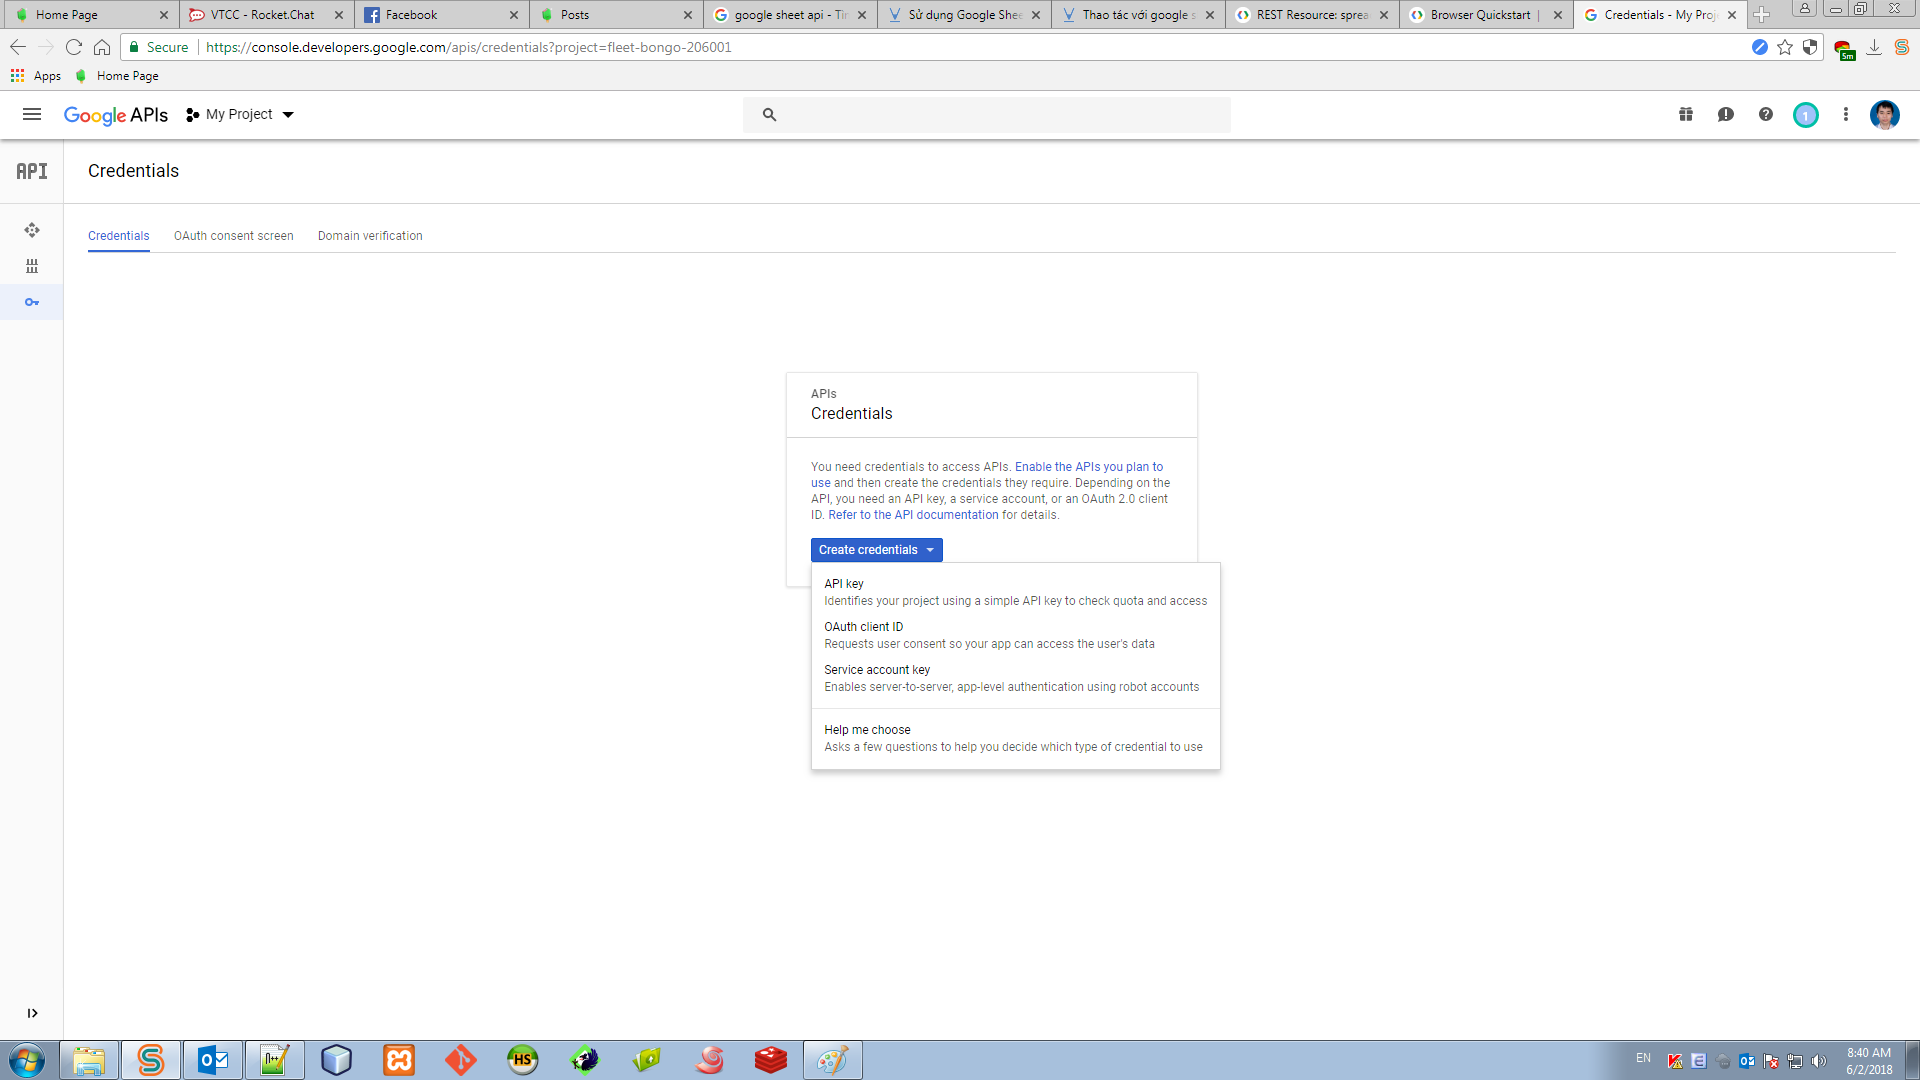 Home Page
VTCC - Rocket.Chat
Facebook
Posts
google sheet api - Tìr
Sử dụng Google Shee
Thao tác với google s
REST Resource: sprea
Browser Quickstart |
Credentials - My Proj
Secure
https://console.developers.google.com/apis/credentials?project=fleet-bongo-206001
5m
Apps
Home Page
Google APIs
My Project
1
API
Credentials
Credentials
OAuth consent screen
Domain verification
APIs
Credentials
You need credentials to access APIs. Enable the APIs you plan to
use and then create the credentials they require. Depending on the
API, you need an API key, a service account, or an OAuth 2.0 client
ID. Refer to the API documentation for details.
Create credentials
API key
Identifies your project using a simple API key to check quota and access
OAuth client ID
Requests user consent so your app can access the user's data
Service account key
Enables server-to-server, app-level authentication using robot accounts
Help me choose
Asks a few questions to help you decide which type of credential to use
HS
EN
8:40 AM
6/2/2018